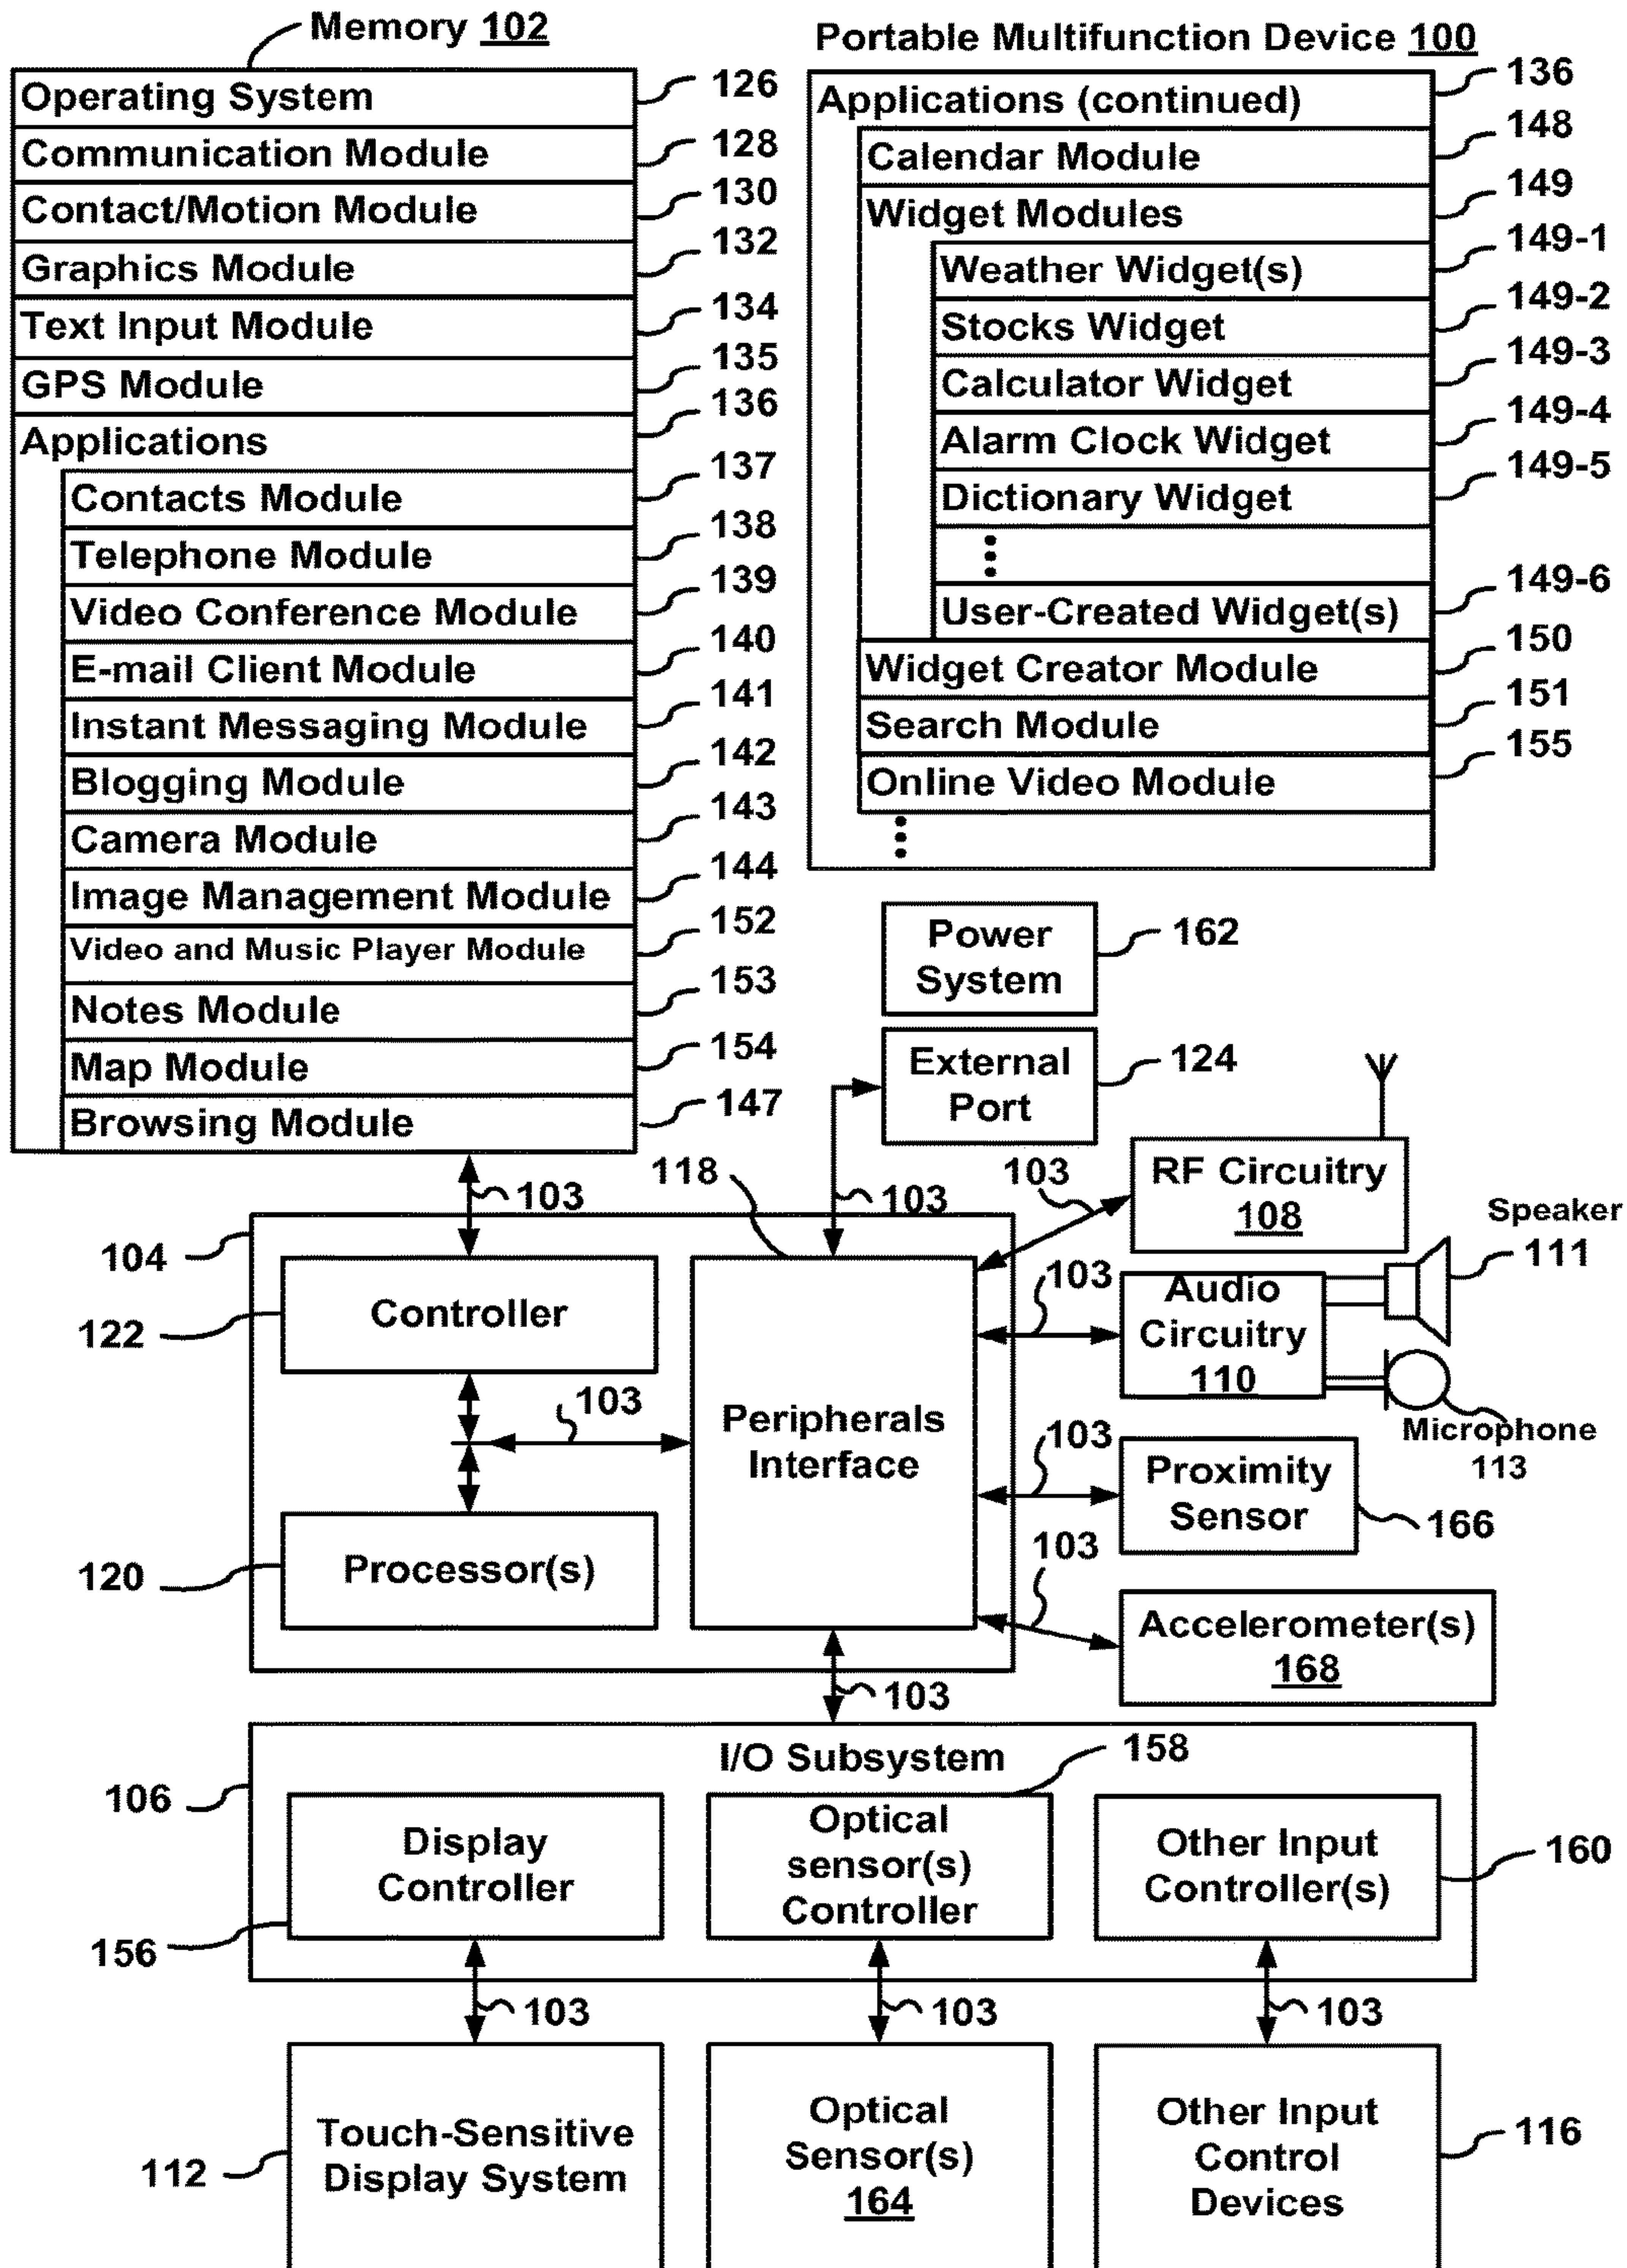 Memory 102
Operating System 126
Communication Module 128
Contact/Motion Module 130
Graphics Module 132
Text Input Module 134
GPS Module 135
Applications 136
Contacts Module 137
Telephone Module 138
Video Conference Module 139
E-mail Client Module 140
Instant Messaging Module 141
Blogging Module 142
Camera Module 143
Image Management Module 144
Video and Music Player Module 152
Notes Module 153
Map Module 154
Browsing Module 147
Portable Multifunction Device 100
Applications (continued) 136
Calendar Module 148
Widget Modules 149
Weather Widget(s) 149-1
Stocks Widget 149-2
Calculator Widget 149-3
Alarm Clock Widget 149-4
Dictionary Widget 149-5
User-Created Widget(s) 149-6
Widget Creator Module 150
Search Module 151
Online Video Module 155
Power
System
162
External
Port
124
103
118
103
103
RF Circuitry
108
Speaker
111
104
Controller
122
103
Audio
Circuitry
110
103
Peripherals
Interface
Microphone
113
103
Proximity
Sensor
166
Processor(s)
120
103
Accelerometer(s)
168
103
I/O Subsystem
158
106
Display
Controller
156
Optical
sensor(s)
Controller
Other Input
Controller(s)
160
103
103
103
Touch-Sensitive
Display System
112
Optical
Sensor(s)
164
Other Input
Control
Devices
116